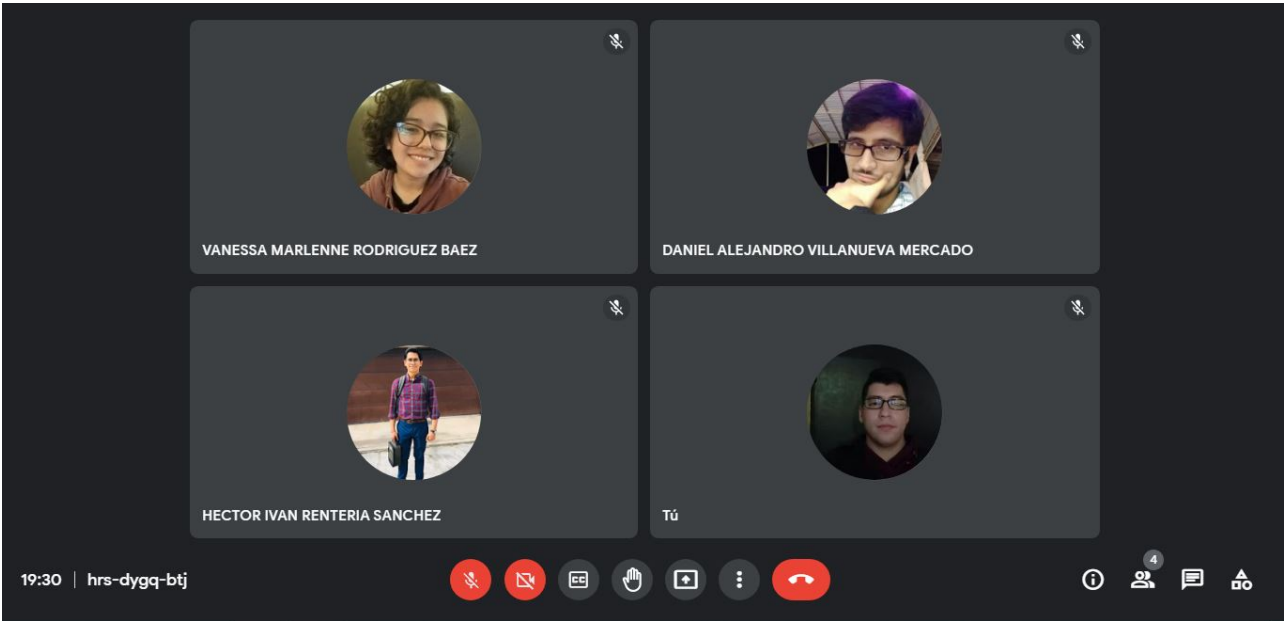 VANESSA MARLENNE RODRIGUEZ BAEZ
DANIEL ALEJANDRO VILLANUEVA MERCADO
HECTOR IVAN RENTERIA SANCHEZ
Tú
19:30 | hrs-dygq-btj
CC
4